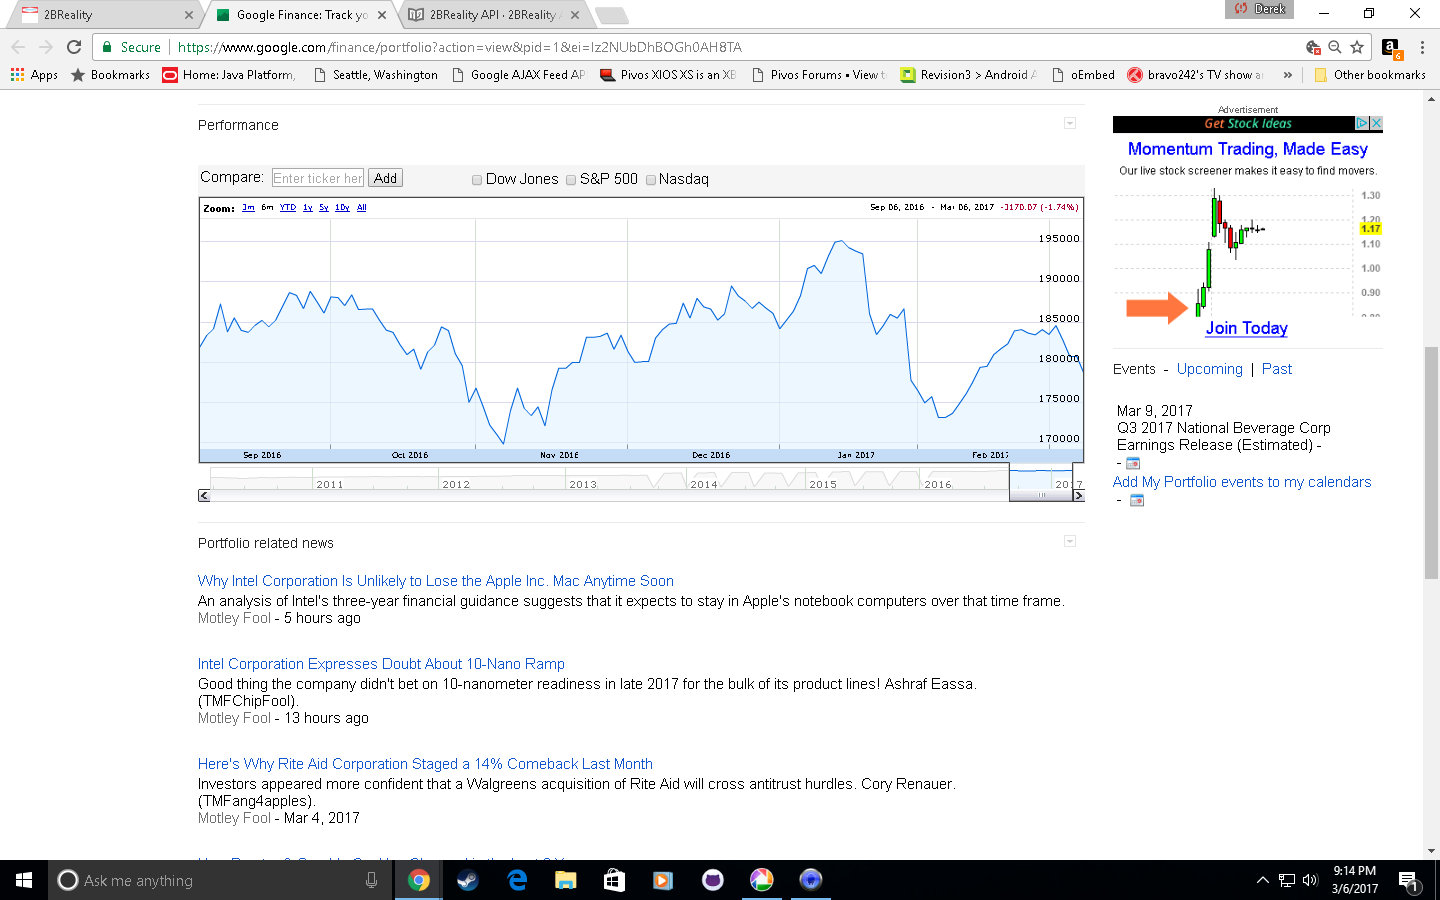 2BReality
Google Finance: Track yo
2BReality API · 2BReality
Derek
Secure
https://www.google.com/finance/portfolio?action=view&pid=1&ei=Iz2NUbDhBOGh0AH8TA
Apps
Bookmarks
Home: Java Platform,
Seattle, Washington
Google AJAX Feed AP
Pivos XIOS XS is an XB
Pivos Forums • View t
Revision3 > Android A
oEmbed
bravo242's TV show a
»
Other bookmarks
Performance
Compare: Enter ticker her Add Dow Jones S&P 500 Nasdaq
Zoom: 1m 6m YTD 1y 5y 10y All
Sep 06, 2016 - Mar 06, 2017 -3170.07 (-1.74%)
195000
190000
185000
180000
175000
170000
Sep 2016 Oct 2016 Nov 2016 Dec 2016 Jan 2017 Feb 2017
2011 2012 2013 2014 2015 2016 2017
Portfolio related news
Why Intel Corporation Is Unlikely to Lose the Apple Inc. Mac Anytime Soon
An analysis of Intel's three-year financial guidance suggests that it expects to stay in Apple's notebook computers over that time frame.
Motley Fool - 5 hours ago
Intel Corporation Expresses Doubt About 10-Nano Ramp
Good thing the company didn't bet on 10-nanometer readiness in late 2017 for the bulk of its product lines! Ashraf Eassa.
(TMFChipFool).
Motley Fool - 13 hours ago
Here's Why Rite Aid Corporation Staged a 14% Comeback Last Month
Investors appeared more confident that a Walgreens acquisition of Rite Aid will cross antitrust hurdles. Cory Renauer.
(TMFang4apples).
Motley Fool - Mar 4, 2017
Advertisement
Get Stock Ideas
Momentum Trading, Made Easy
Our live stock screener makes it easy to find movers.
1.30
1.20
1.17
1.10
1.00
0.90
Join Today
Events - Upcoming | Past
Mar 9, 2017
Q3 2017 National Beverage Corp
Earnings Release (Estimated) -
-
Add My Portfolio events to my calendars
-
Ask me anything
9:14 PM
3/6/2017
1